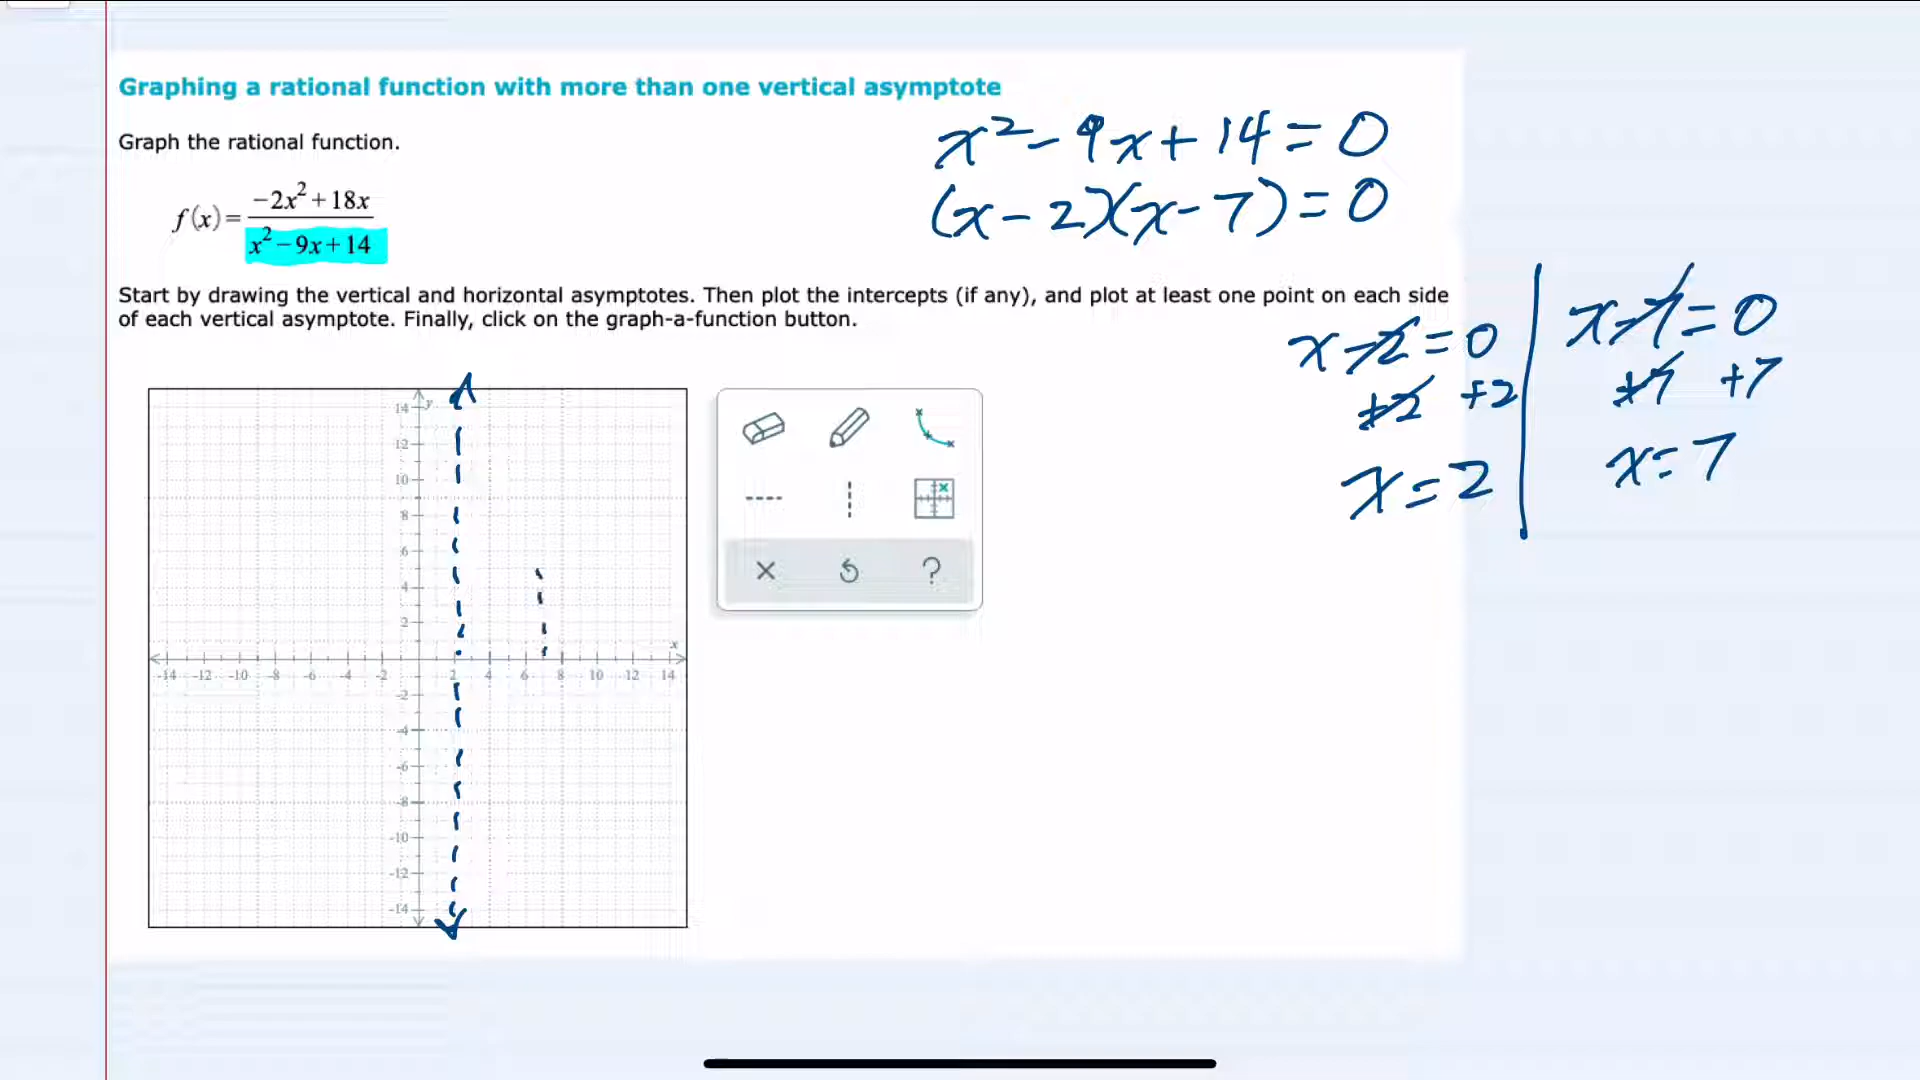 Graphing a rational function with more than one vertical asymptote
Graph the rational function.
f(x)= (-2x²+18x)/(x²-9x+14)
Start by drawing the vertical and horizontal asymptotes. Then plot the intercepts (if any), and plot at least one point on each side
of each vertical asymptote. Finally, click on the graph-a-function button.
x²-9x+14=0
(x-2)(x-7)=0
x-2=0
+2 +2
x=2
x-7=0
+7 +7
x=7
y
14
12
10
8
6
4
2
x
-14 -12 -10 -8 -6 -4 -2 2 4 6 8 10 12 14
-2
-4
-6
-8
-10
-12
-14
?